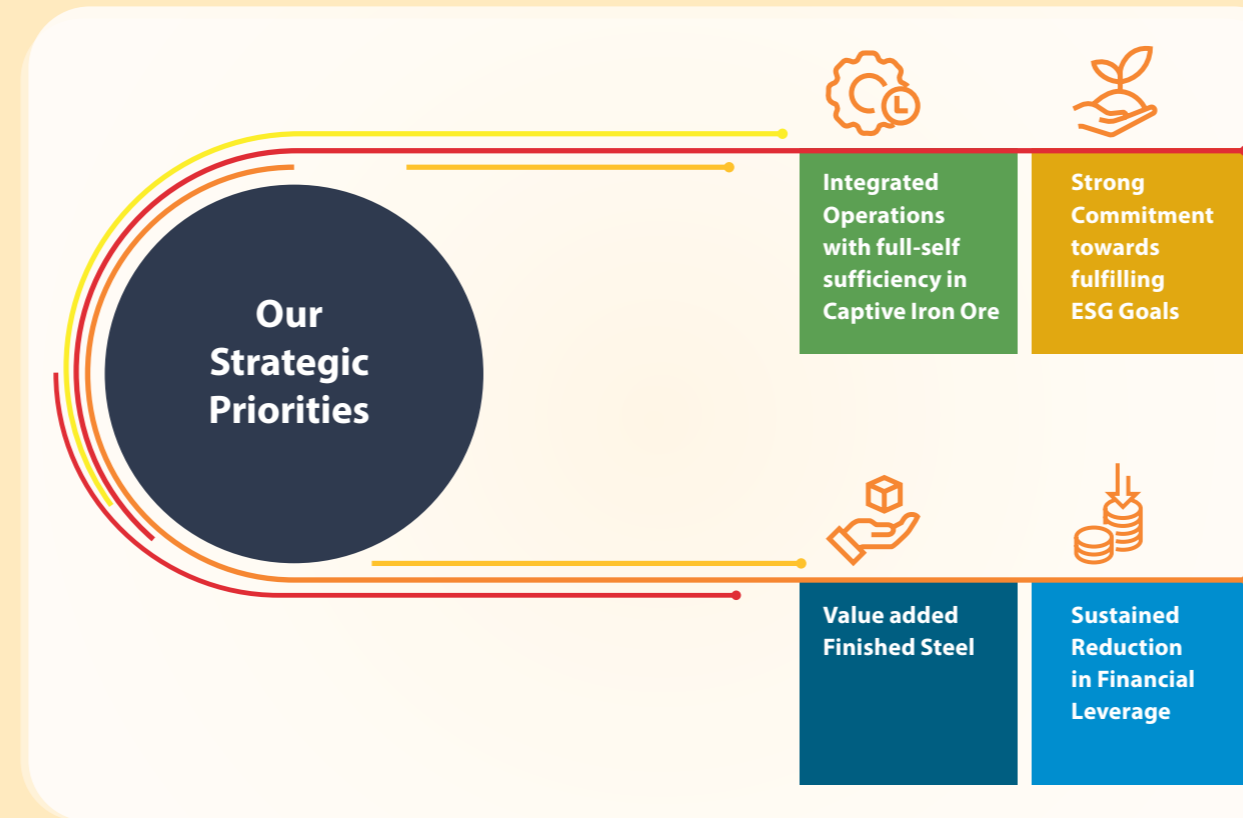 Our
Strategic
Priorities
Integrated
Operations
with full-self
sufficiency in
Captive Iron Ore
Strong
Commitment
towards
fulfilling
ESG Goals
Value added
Finished Steel
Sustained
Reduction
in Financial
Leverage